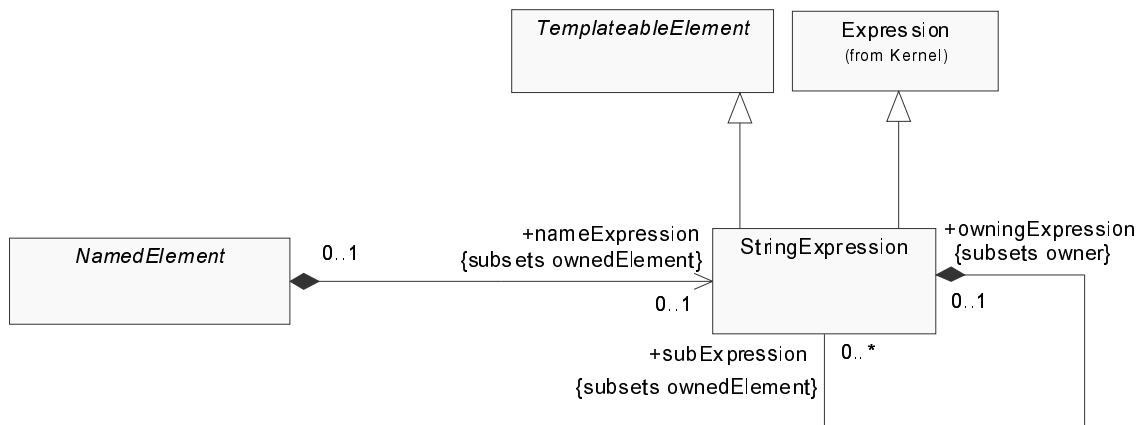 TemplateableElement
Expression
(from Kernel)
NamedElement
0..1
+nameExpression
{subsets ownedElement}
0..1
StringExpression
+owningExpression
{subsets owner}
0..1
+subExpression
0..*
{subsets ownedElement}